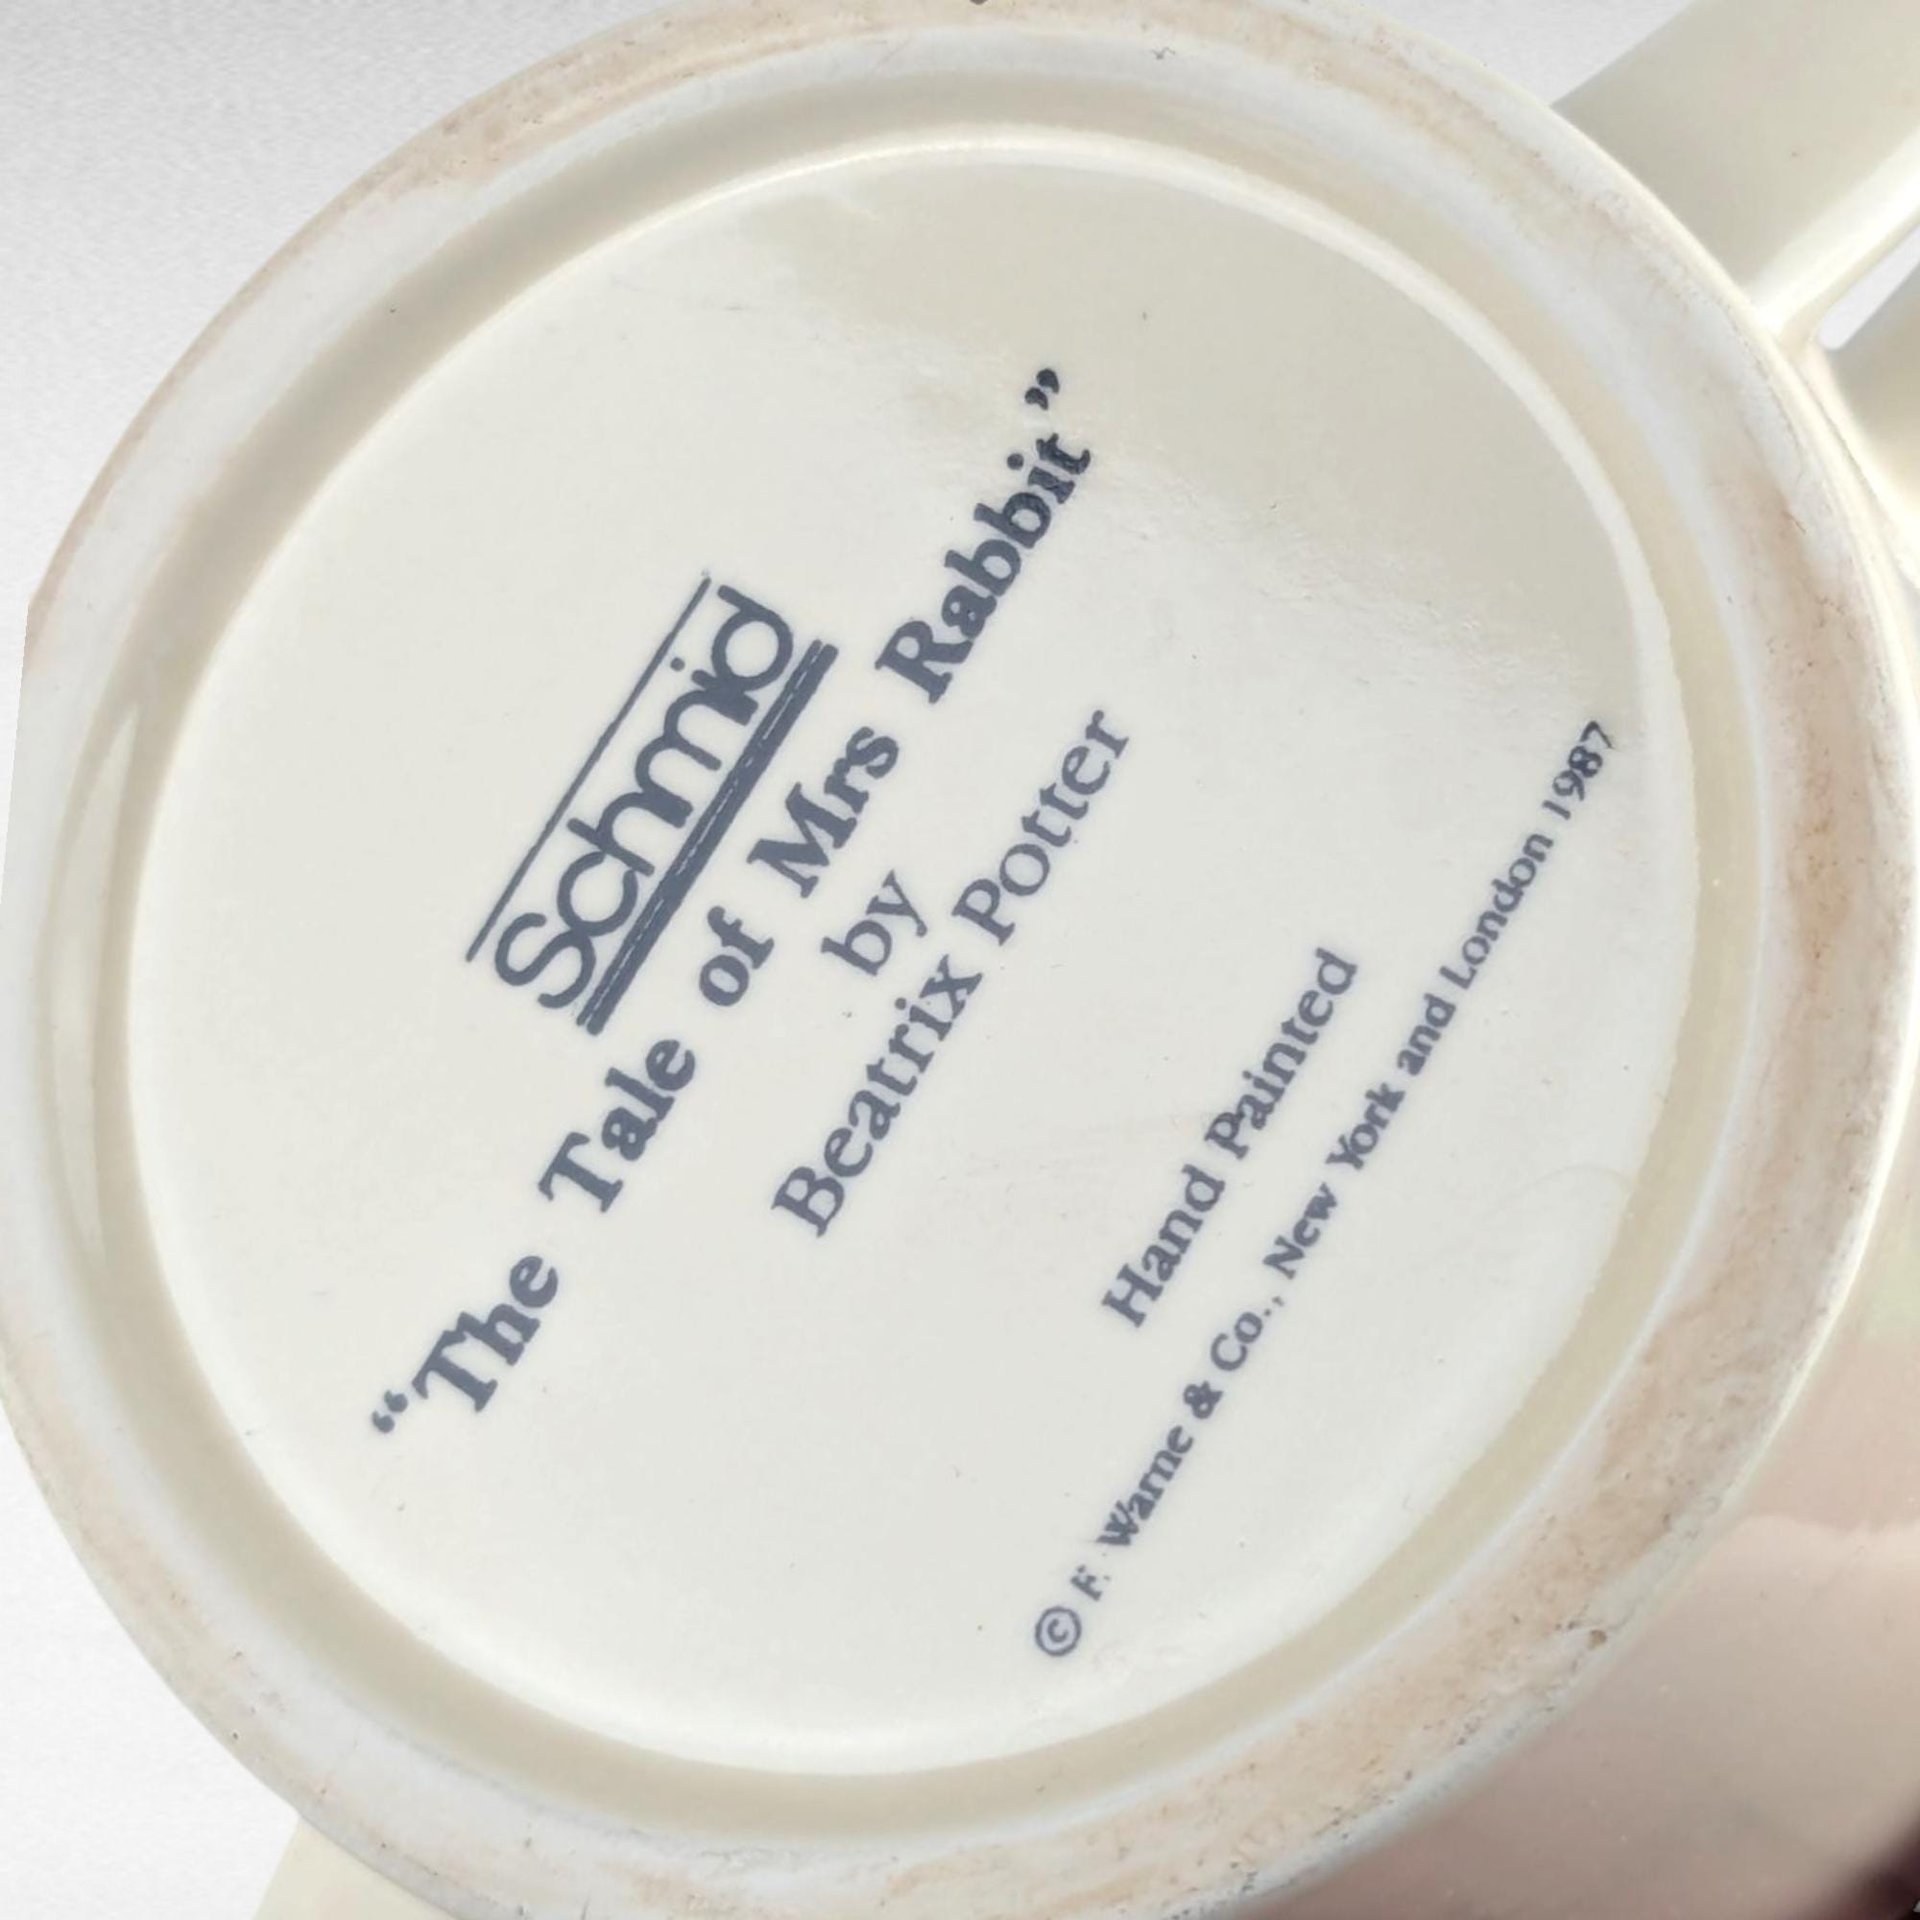 Schmid
“The Tale of Mrs Rabbit”
by
Beatrix Potter
Hand Painted
© F. Warne & Co., New York and London 1987